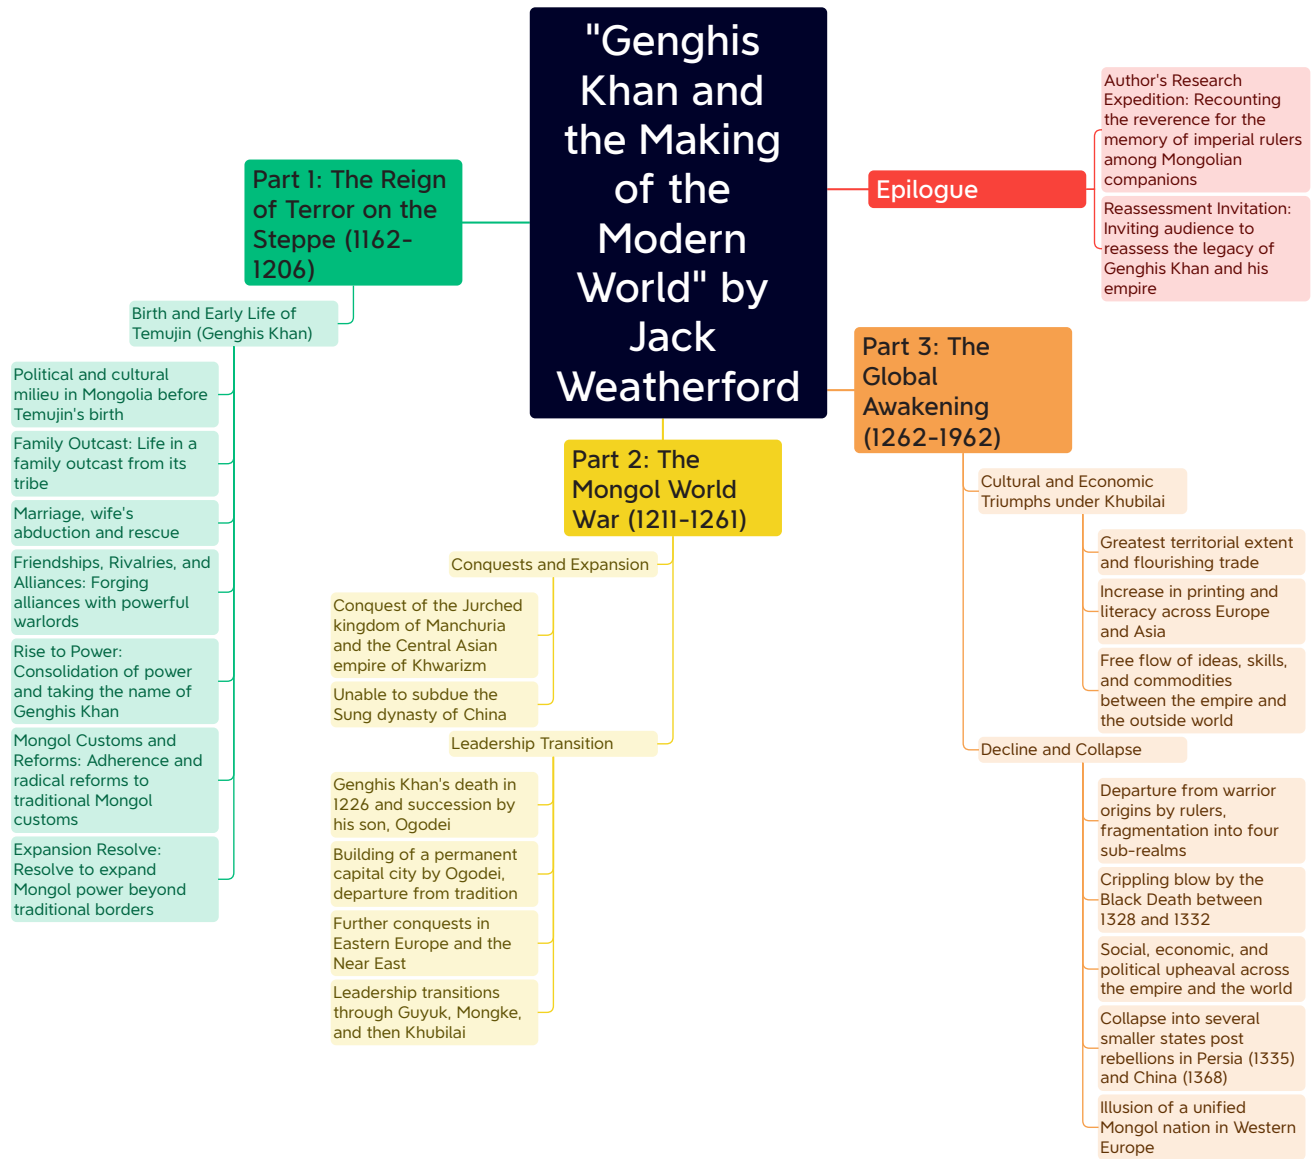 "Genghis
Khan and
the Making
of the
Modern
World" by
Jack
Weatherford
Part 1: The Reign
of Terror on the
Steppe (1162-
1206)
Birth and Early Life of
Temujin (Genghis Khan)
Political and cultural
milieu in Mongolia before
Temujin's birth
Family Outcast: Life in a
family outcast from its
tribe
Marriage, wife's
abduction and rescue
Friendships, Rivalries, and
Alliances: Forging
alliances with powerful
warlords
Rise to Power:
Consolidation of power
and taking the name of
Genghis Khan
Mongol Customs and
Reforms: Adherence and
radical reforms to
traditional Mongol
customs
Expansion Resolve:
Resolve to expand
Mongol power beyond
traditional borders
Part 2: The
Mongol World
War (1211-1261)
Conquests and Expansion
Conquest of the Jurched
kingdom of Manchuria
and the Central Asian
empire of Khwarizm
Unable to subdue the
Sung dynasty of China
Leadership Transition
Genghis Khan's death in
1226 and succession by
his son, Ogodei
Building of a permanent
capital city by Ogodei,
departure from tradition
Further conquests in
Eastern Europe and the
Near East
Leadership transitions
through Guyuk, Mongke,
and then Khubilai
Part 3: The
Global
Awakening
(1262-1962)
Cultural and Economic
Triumphs under Khubilai
Greatest territorial extent
and flourishing trade
Increase in printing and
literacy across Europe
and Asia
Free flow of ideas, skills,
and commodities
between the empire and
the outside world
Decline and Collapse
Departure from warrior
origins by rulers,
fragmentation into four
sub-realms
Crippling blow by the
Black Death between
1328 and 1332
Social, economic, and
political upheaval across
the empire and the world
Collapse into several
smaller states post
rebellions in Persia (1335)
and China (1368)
Illusion of a unified
Mongol nation in Western
Europe
Epilogue
Author's Research
Expedition: Recounting
the reverence for the
memory of imperial rulers
among Mongolian
companions
Reassessment Invitation:
Inviting audience to
reassess the legacy of
Genghis Khan and his
empire